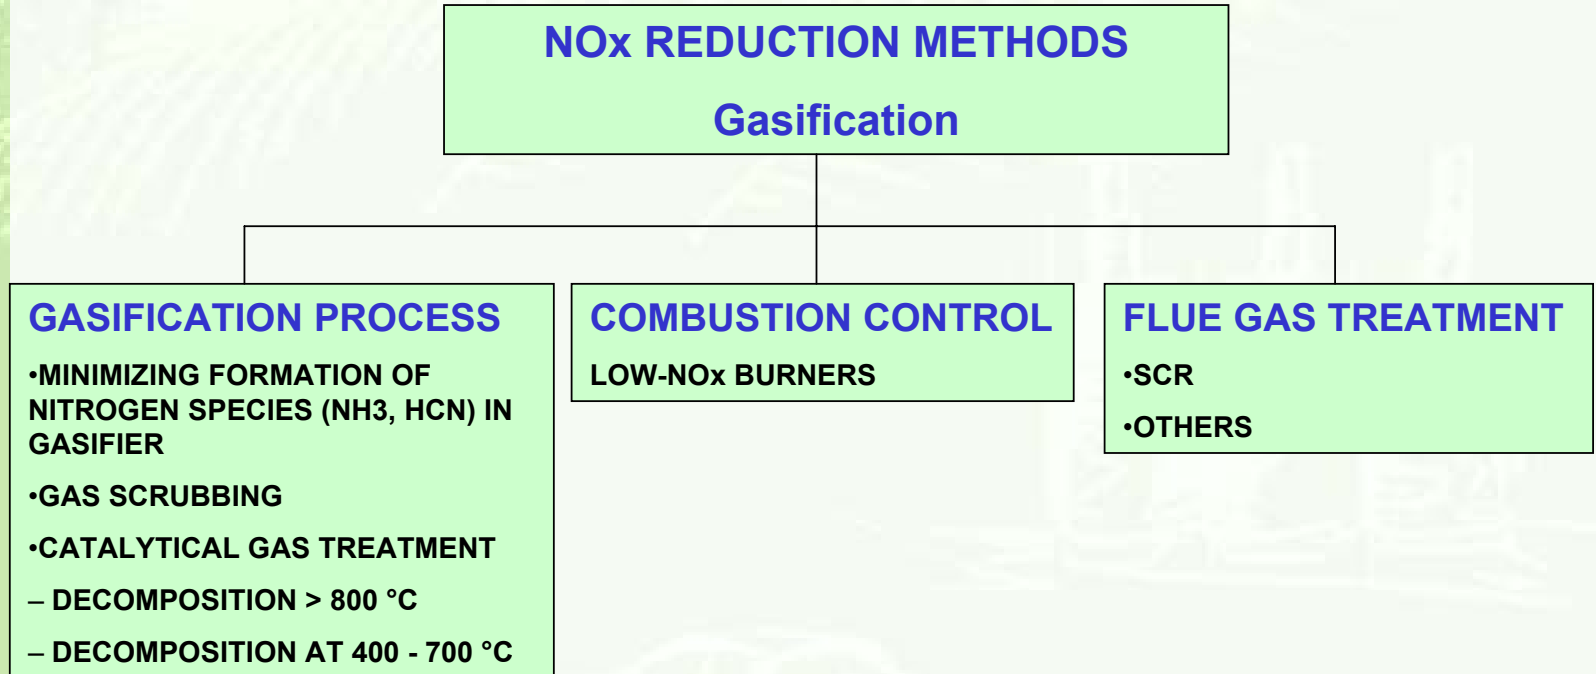 NOx REDUCTION METHODS
Gasification
GASIFICATION PROCESS
•MINIMIZING FORMATION OF
NITROGEN SPECIES (NH3, HCN) IN
GASIFIER
•GAS SCRUBBING
•CATALYTICAL GAS TREATMENT
– DECOMPOSITION > 800 °C
– DECOMPOSITION AT 400 - 700 °C
COMBUSTION CONTROL
LOW-NOx BURNERS
FLUE GAS TREATMENT
•SCR
•OTHERS